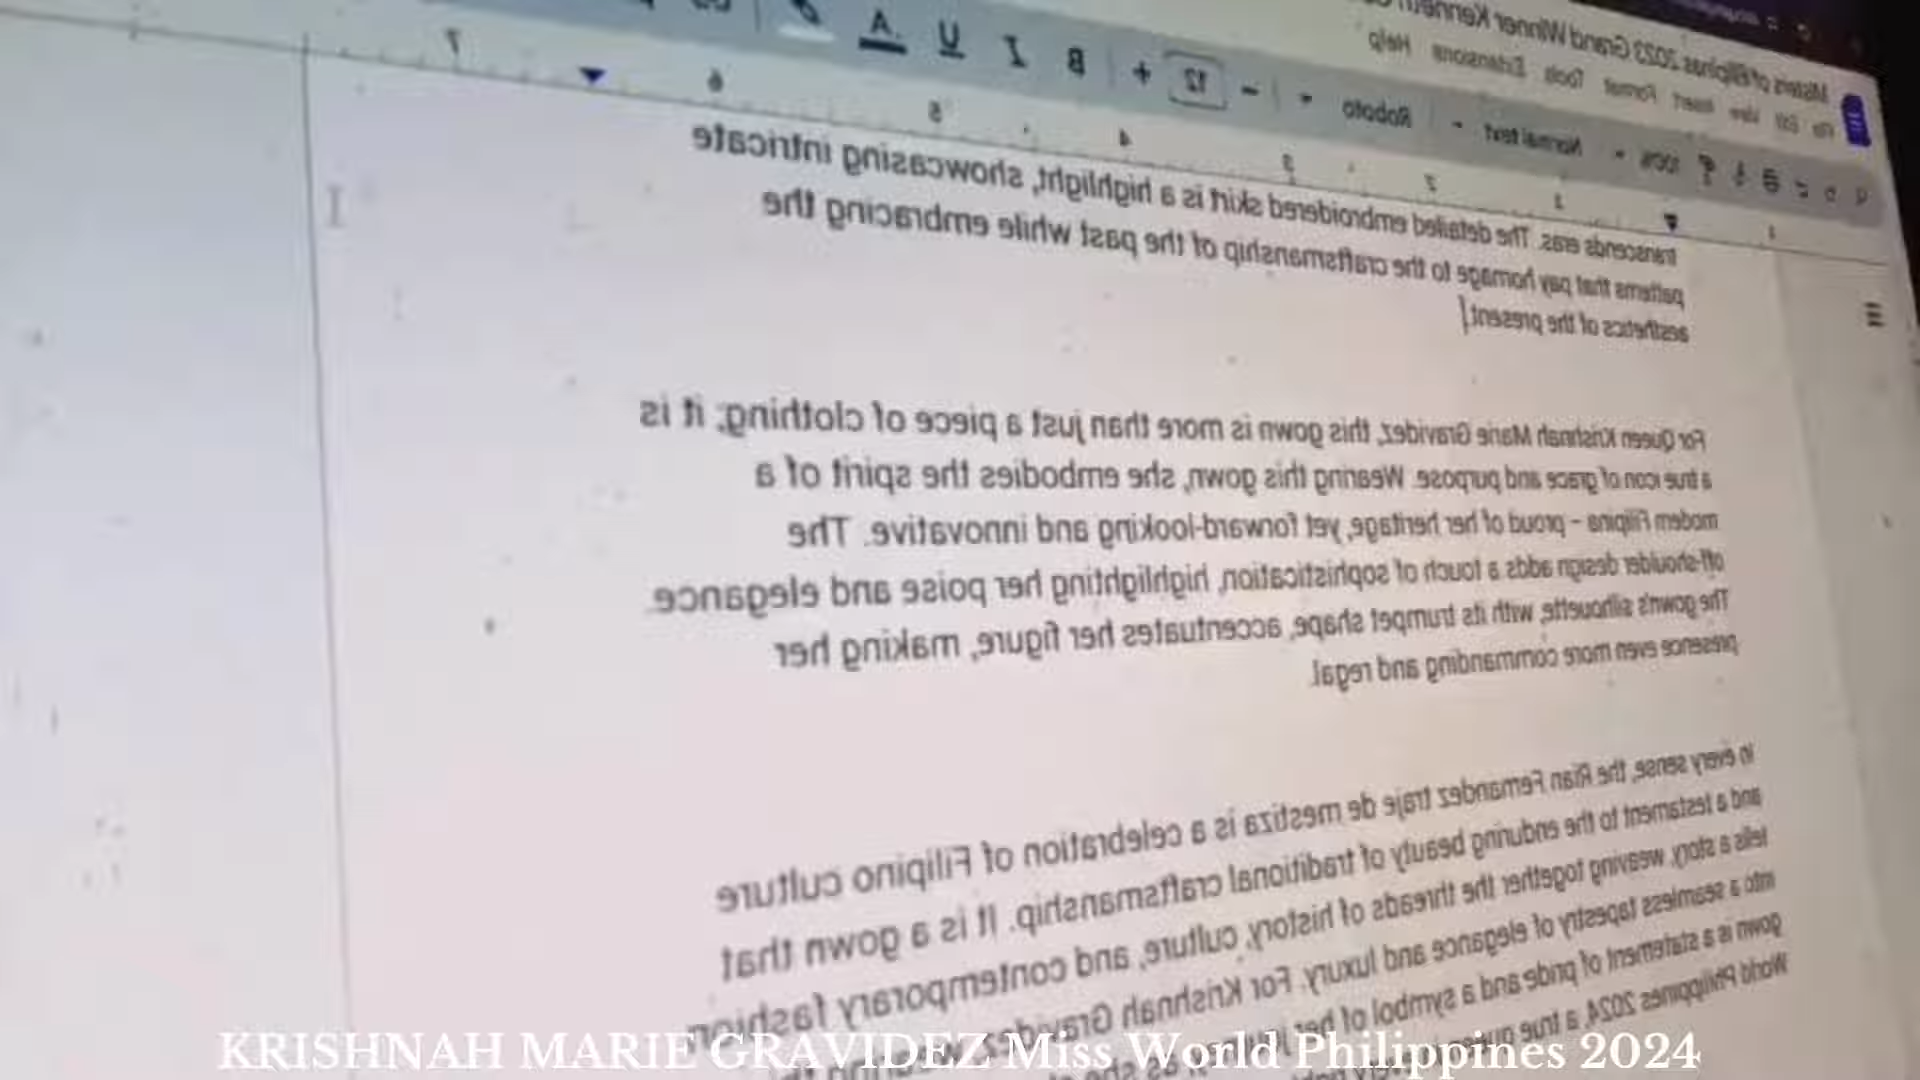 Misters of Filipinas 2023 Grand Winner Kenneth
File Edit View Insert Format Tools Extensions Help
100% Normal text Roboto - 12 + B I U A
1 1 2 3 4 5 6 7
transcends eras. The detailed embroidered skirt is a highlight, showcasing intricate
patterns that pay homage to the craftsmanship of the past while embracing the
aesthetics of the present.
For Queen Krishnah Marie Gravidez, this gown is more than just a piece of clothing; it is
a true icon of grace and purpose. Wearing this gown, she embodies the spirit of a
modern Filipina – proud of her heritage, yet forward-looking and innovative. The
off-shoulder design adds a touch of sophistication, highlighting her poise and elegance.
The gown's silhouette, with its trumpet shape, accentuates her figure, making her
presence even more commanding and regal.
In every sense, the Rian Fernandez traje de mestiza is a celebration of Filipino culture
and a testament to the enduring beauty of traditional craftsmanship. It is a gown that
tells a story, weaving together the threads of history, culture, and contemporary fashion
into a seamless tapestry of elegance and luxury. For Krishnah Gravidez,
gown is a statement of pride and a symbol of her
World Philippines 2024, a true
KRISHNAH MARIE GRAVIDEZ Miss World Philippines 2024